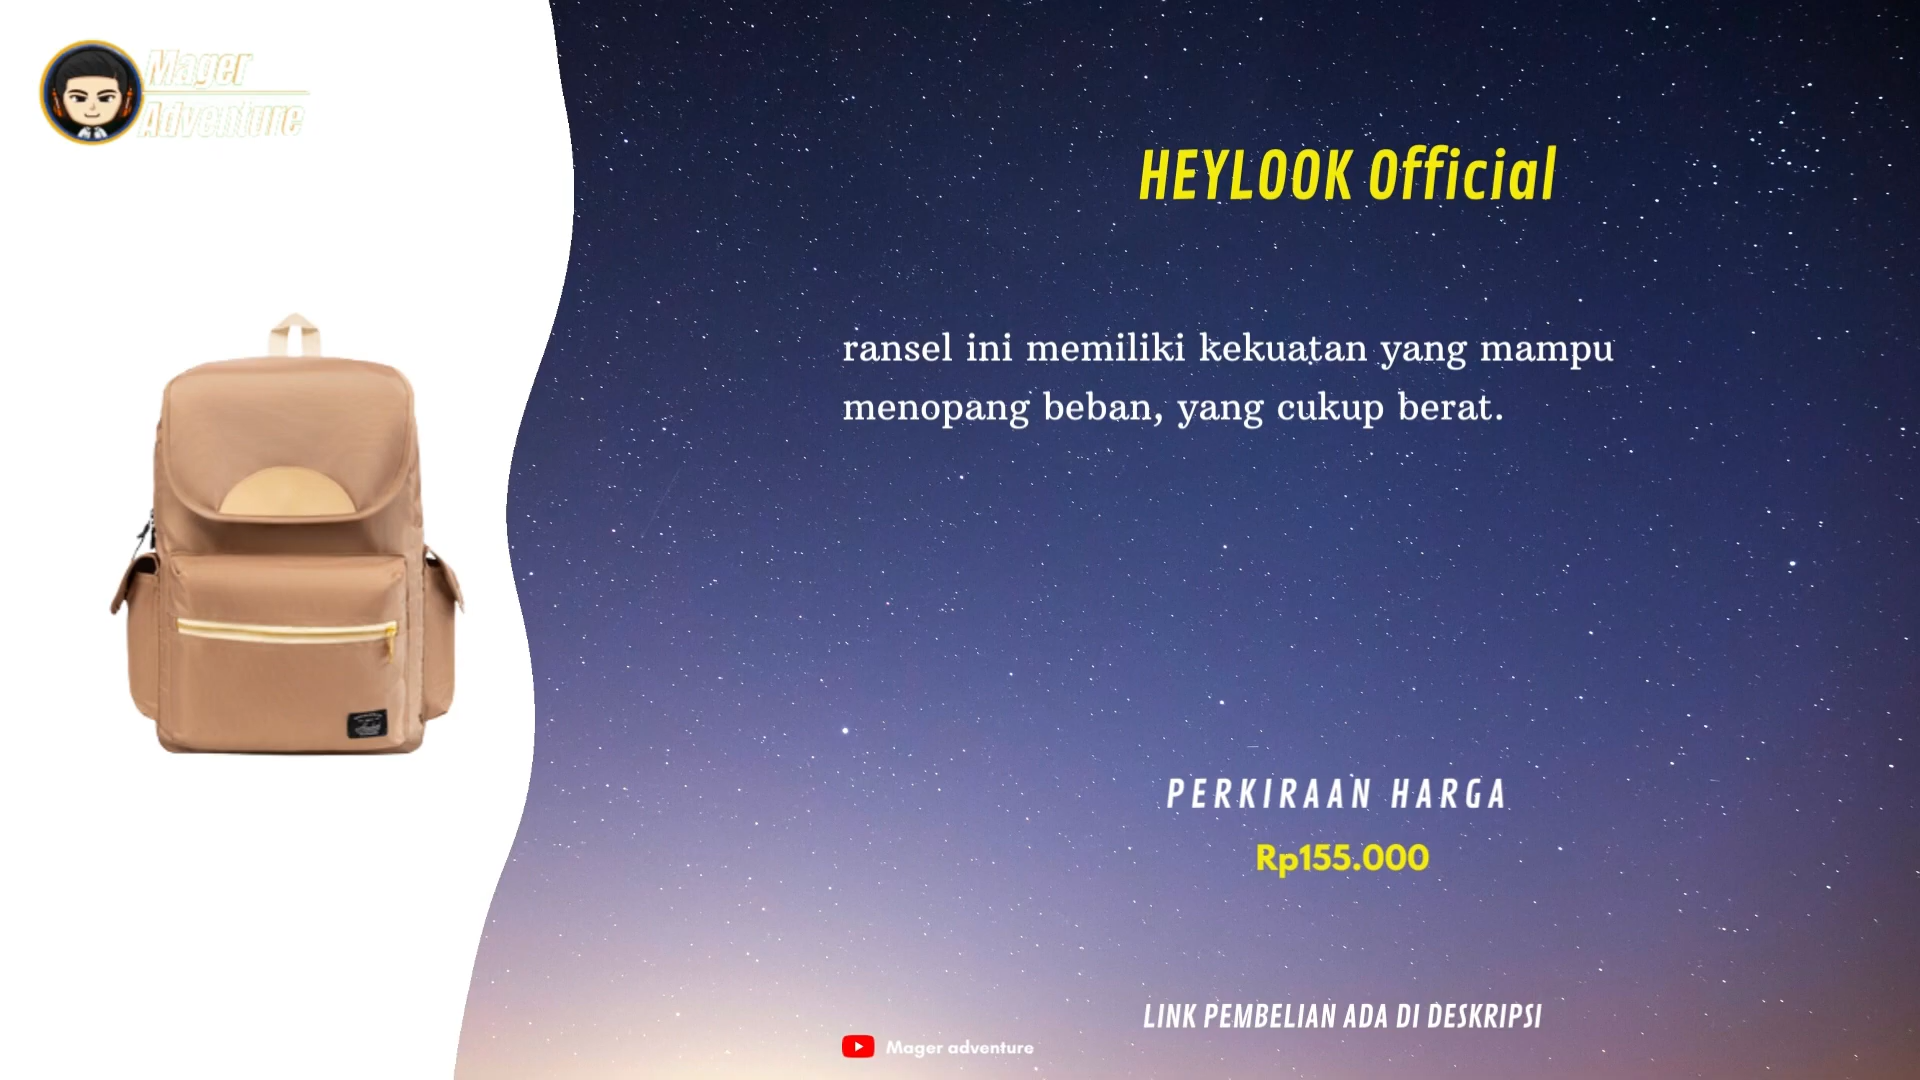 Mager
Adventure
HEYLOOK Official
ransel ini memiliki kekuatan yang mampu
menopang beban, yang cukup berat.
PERKIRAAN HARGA
Rp155.000
LINK PEMBELIAN ADA DI DESKRIPSI
Mager adventure